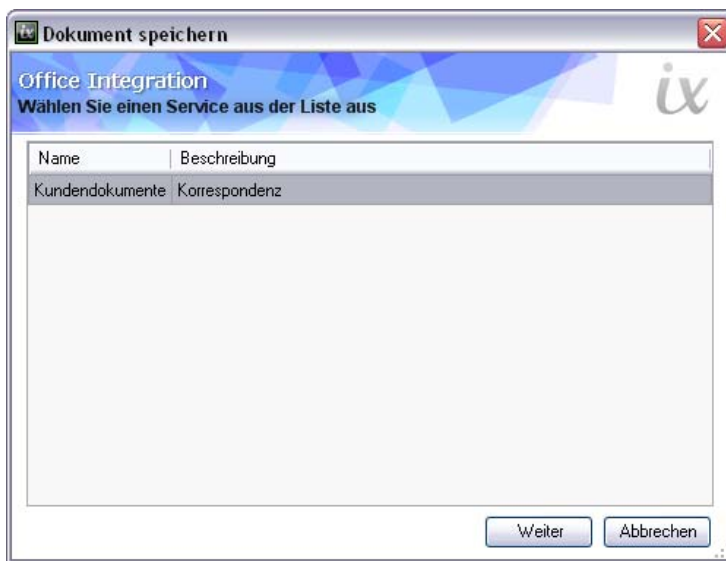 ix Dokument speichern
Office Integration
Wählen Sie einen Service aus der Liste aus
ix
Name Beschreibung
Kundendokumente Korrespondenz
Weiter Abbrechen